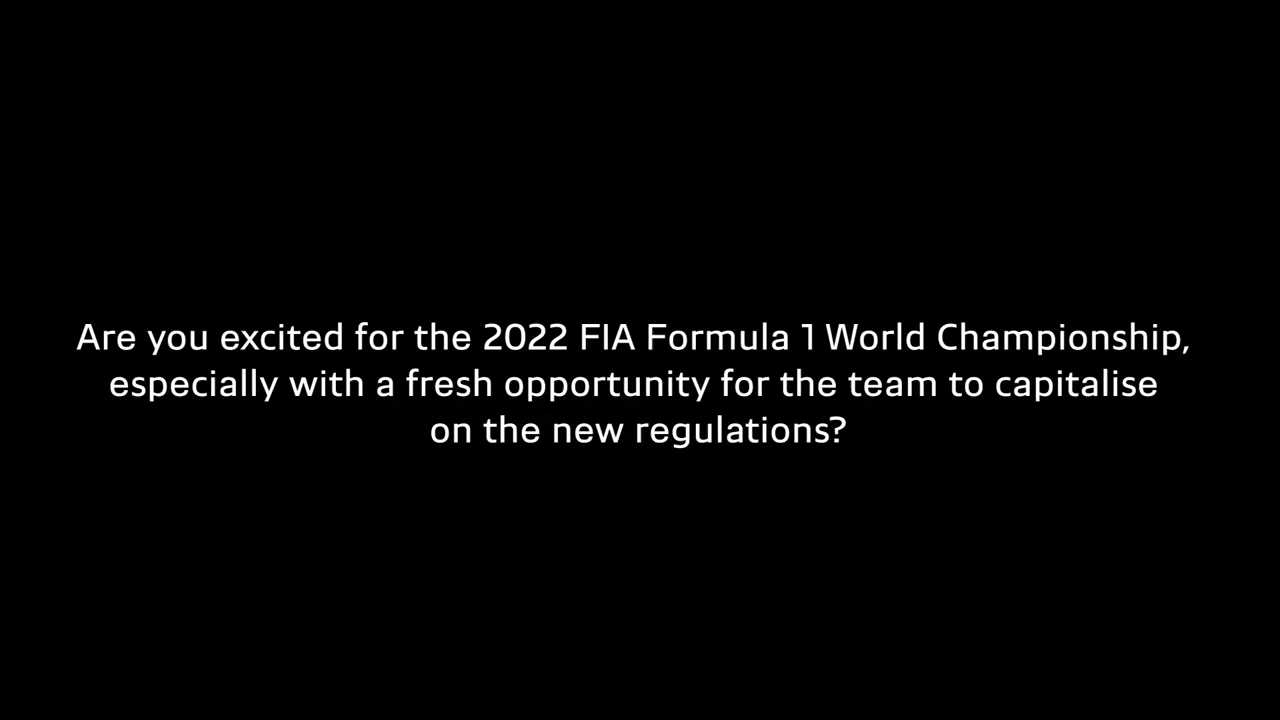 Are you excited for the 2022 FIA Formula 1 World Championship,
especially with a fresh opportunity for the team to capitalise
on the new regulations?